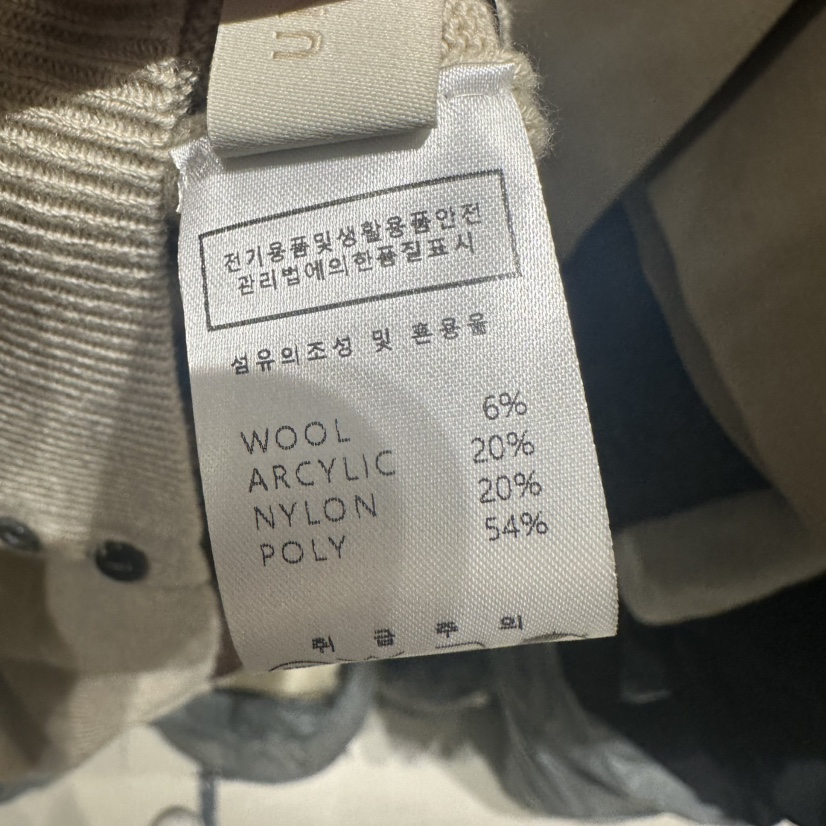 전기용품및생활용품안전
관리법에의한품질표시
섬유의조성 및 혼용율
WOOL 6%
ARCYLIC 20%
NYLON 20%
POLY 54%
취 급 주 의